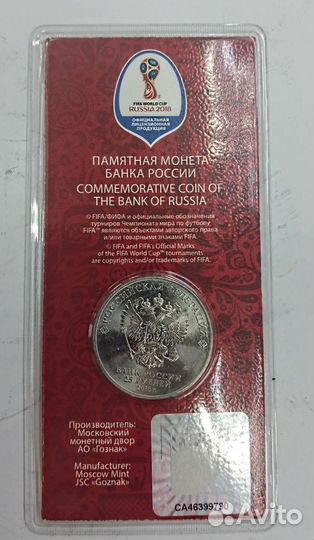 FIFA WORLD CUP
RUSSIA 2018
ОФИЦИАЛЬНАЯ
ЛИЦЕНЗИОННАЯ
ПРОДУКЦИЯ
ПАМЯТНАЯ МОНЕТА
БАНКА РОССИИ
COMMEMORATIVE COIN OF
THE BANK OF RUSSIA
© FIFA/ФИФА и официальные обозначения
турниров Чемпионата мира по футболу
FIFA™ являются объектами авторского права
и/или товарными знаками FIFA.
© FIFA and FIFA's Official Marks
of the FIFA World Cup™ tournaments
are copyrights and/or trademarks of FIFA.
РОССИЙСКАЯ ФЕДЕРАЦИЯ
БАНК РОССИИ
25 РУБЛЕЙ
2018 г.
Производитель:
Московский
монетный двор
АО «Гознак»
Manufacturer:
Moscow Mint
JSC «Goznak»
CA46399790
Avito